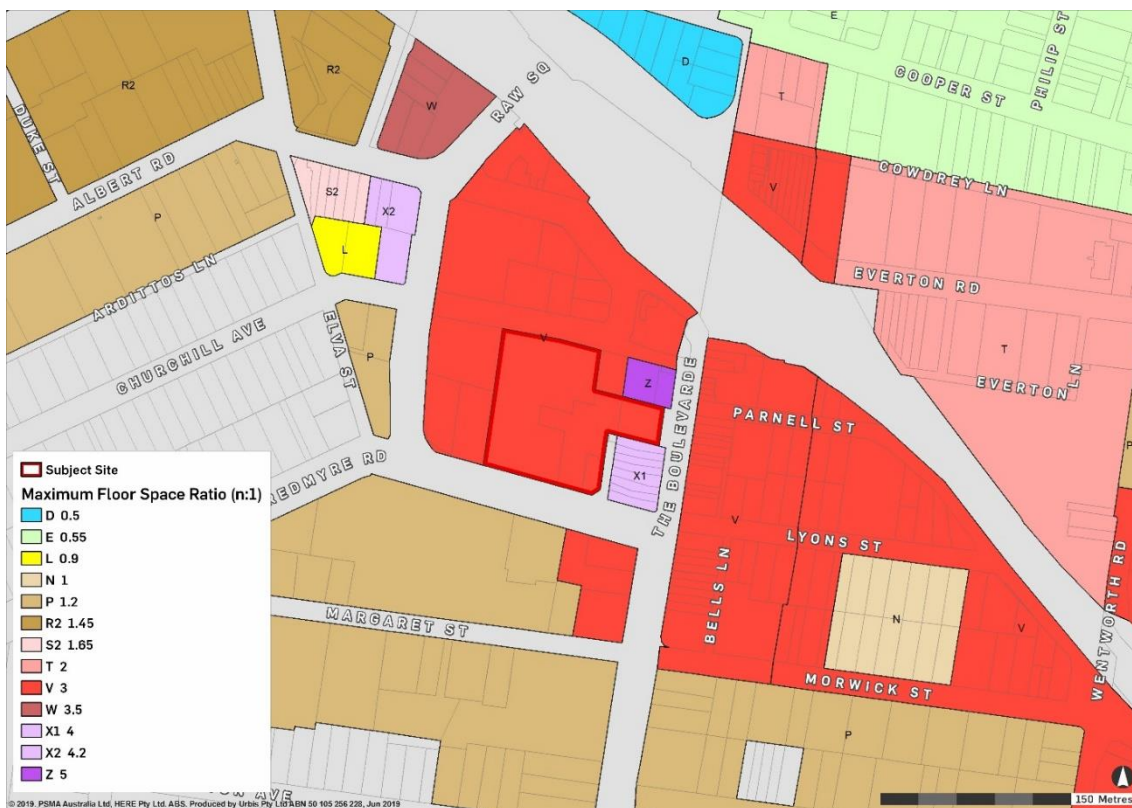 E
PHILIP ST
R2
R2
D
RAW SQ
W
T
COOPER ST
DUKE ST
ALBERT RD
COWDREY LN
V
S2
X2
P
L
EVERTON RD
ARDITTOS LN
CHURCHILL AVE
ELVA ST
P
V
Z
THE BOULEVARDE
T
EVERTON LN
PARNELL ST
P
REDMYRE RD
X1
V
LYONS ST
BELLS LN
MARGARET ST
N
V
WENTWORTH RD
MORWICK ST
P
Subject Site
Maximum Floor Space Ratio (n:1)
D 0.5
E 0.55
L 0.9
N 1
P 1.2
R2 1.45
S2 1.65
T 2
V 3
W 3.5
X1 4
X2 4.2
Z 5
AVE
150 Metres
© 2019. PSMA Australia Ltd, HERE Pty Ltd. ABS. Produced by Urbis Pty Ltd ABN 50 105 256 228, Jun 2019